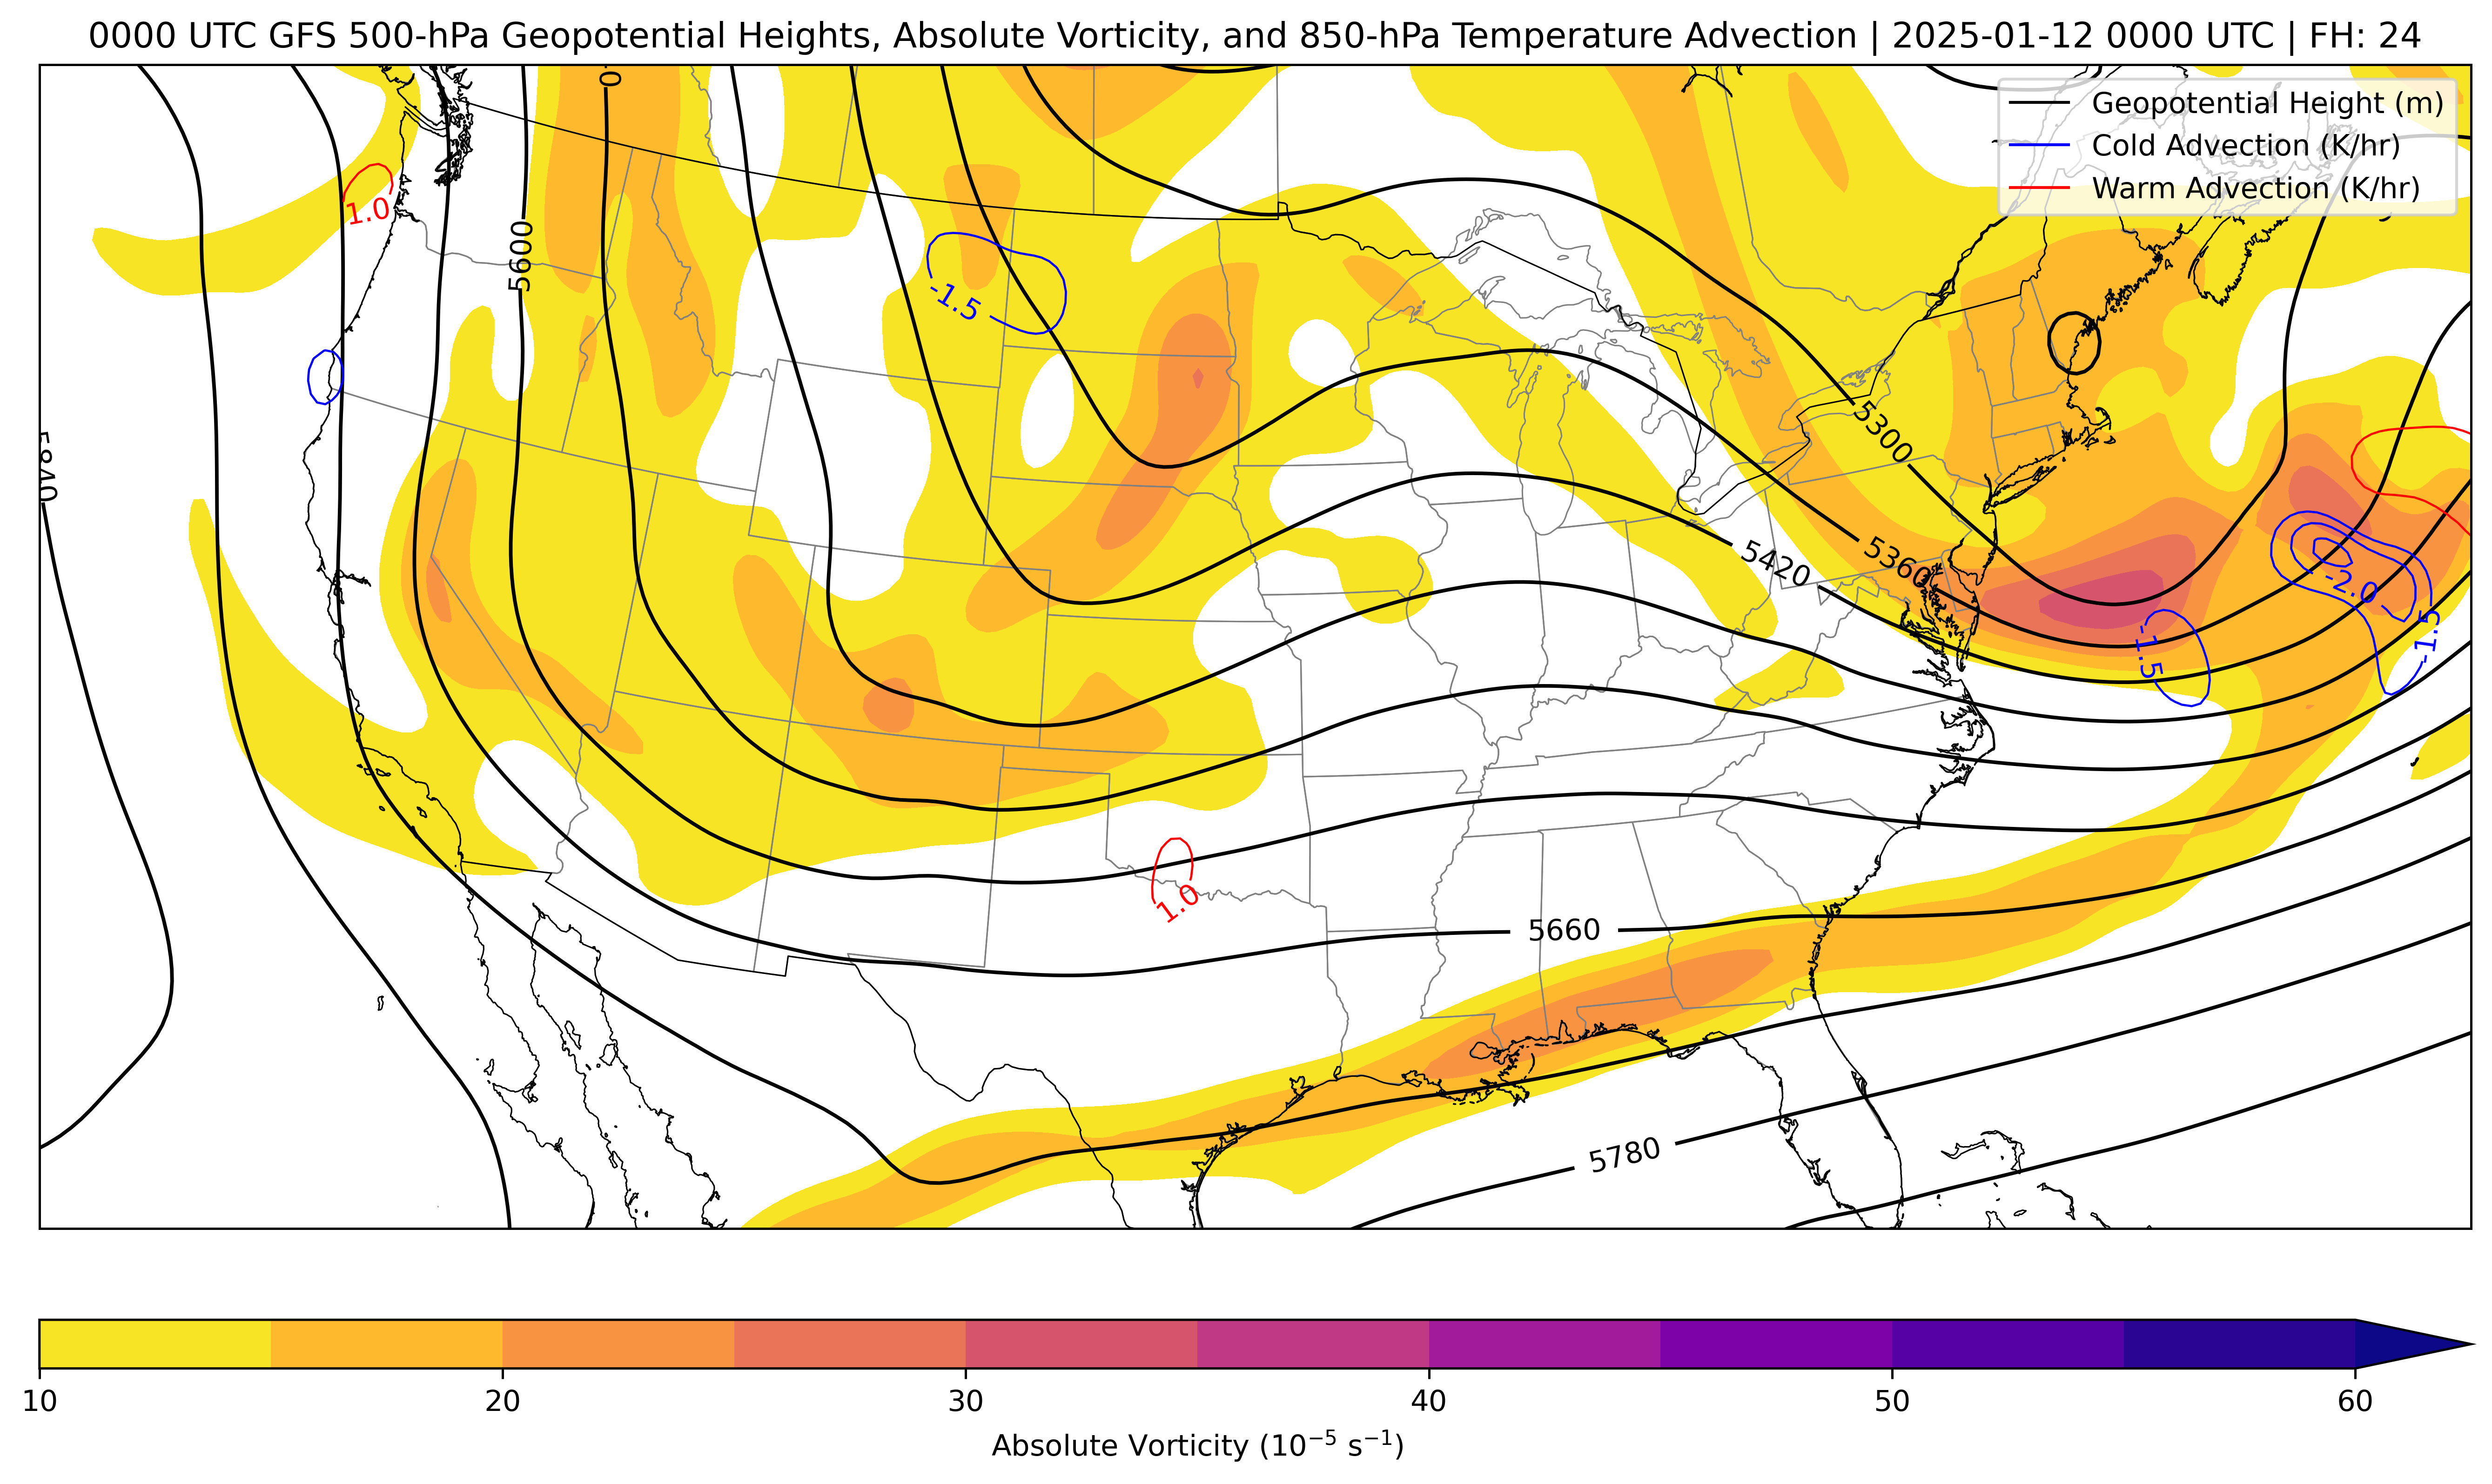 0000 UTC GFS 500-hPa Geopotential Heights, Absolute Vorticity, and 850-hPa Temperature Advection | 2025-01-12 0000 UTC | FH: 24
Geopotential Height (m)
Cold Advection (K/hr)
Warm Advection (K/hr)
1.0
5600
-1.5
5300
5840
5360
5420
-2.0
-1.5
-1.5
1.0
5660
5780
10 20 30 40 50 60
Absolute Vorticity (10⁻⁵ s⁻¹)